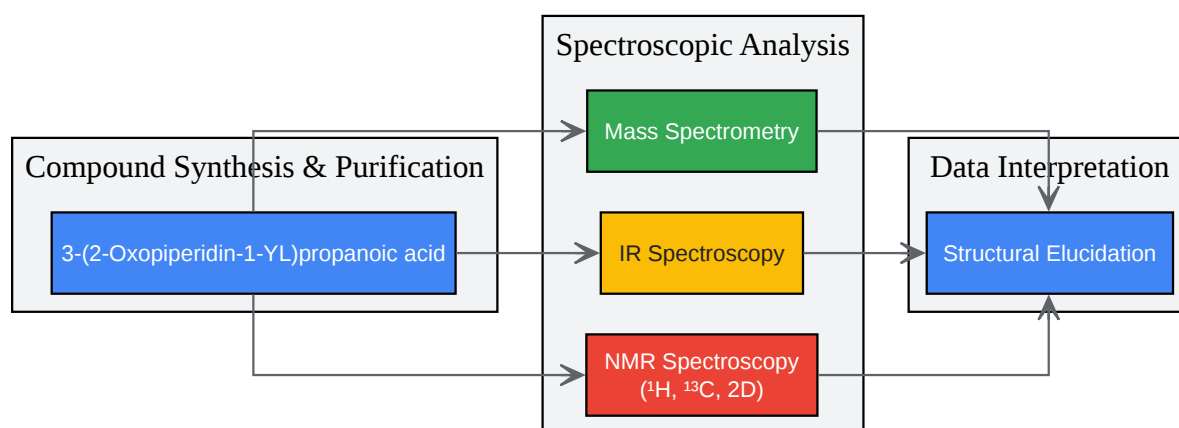 Compound Synthesis & Purification
3-(2-Oxopiperidin-1-YL)propanoic acid
Spectroscopic Analysis
Mass Spectrometry
IR Spectroscopy
NMR Spectroscopy
(¹H, ¹³C, 2D)
Data Interpretation
Structural Elucidation